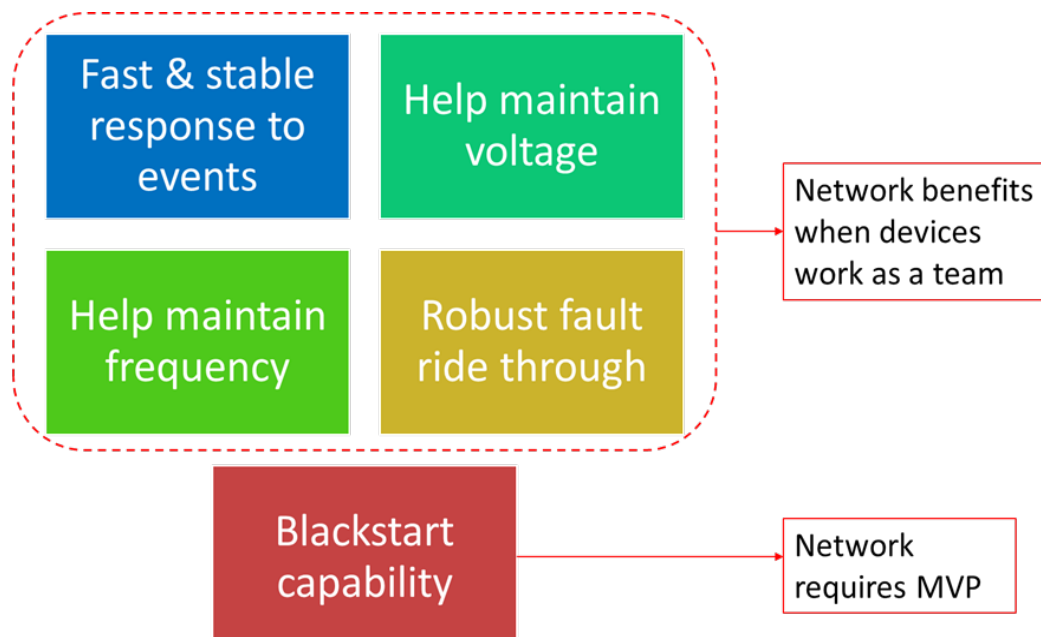 Fast & stable
response to
events
Help maintain
voltage
Help maintain
frequency
Robust fault
ride through
Network benefits
when devices
work as a team
Blackstart
capability
Network
requires MVP